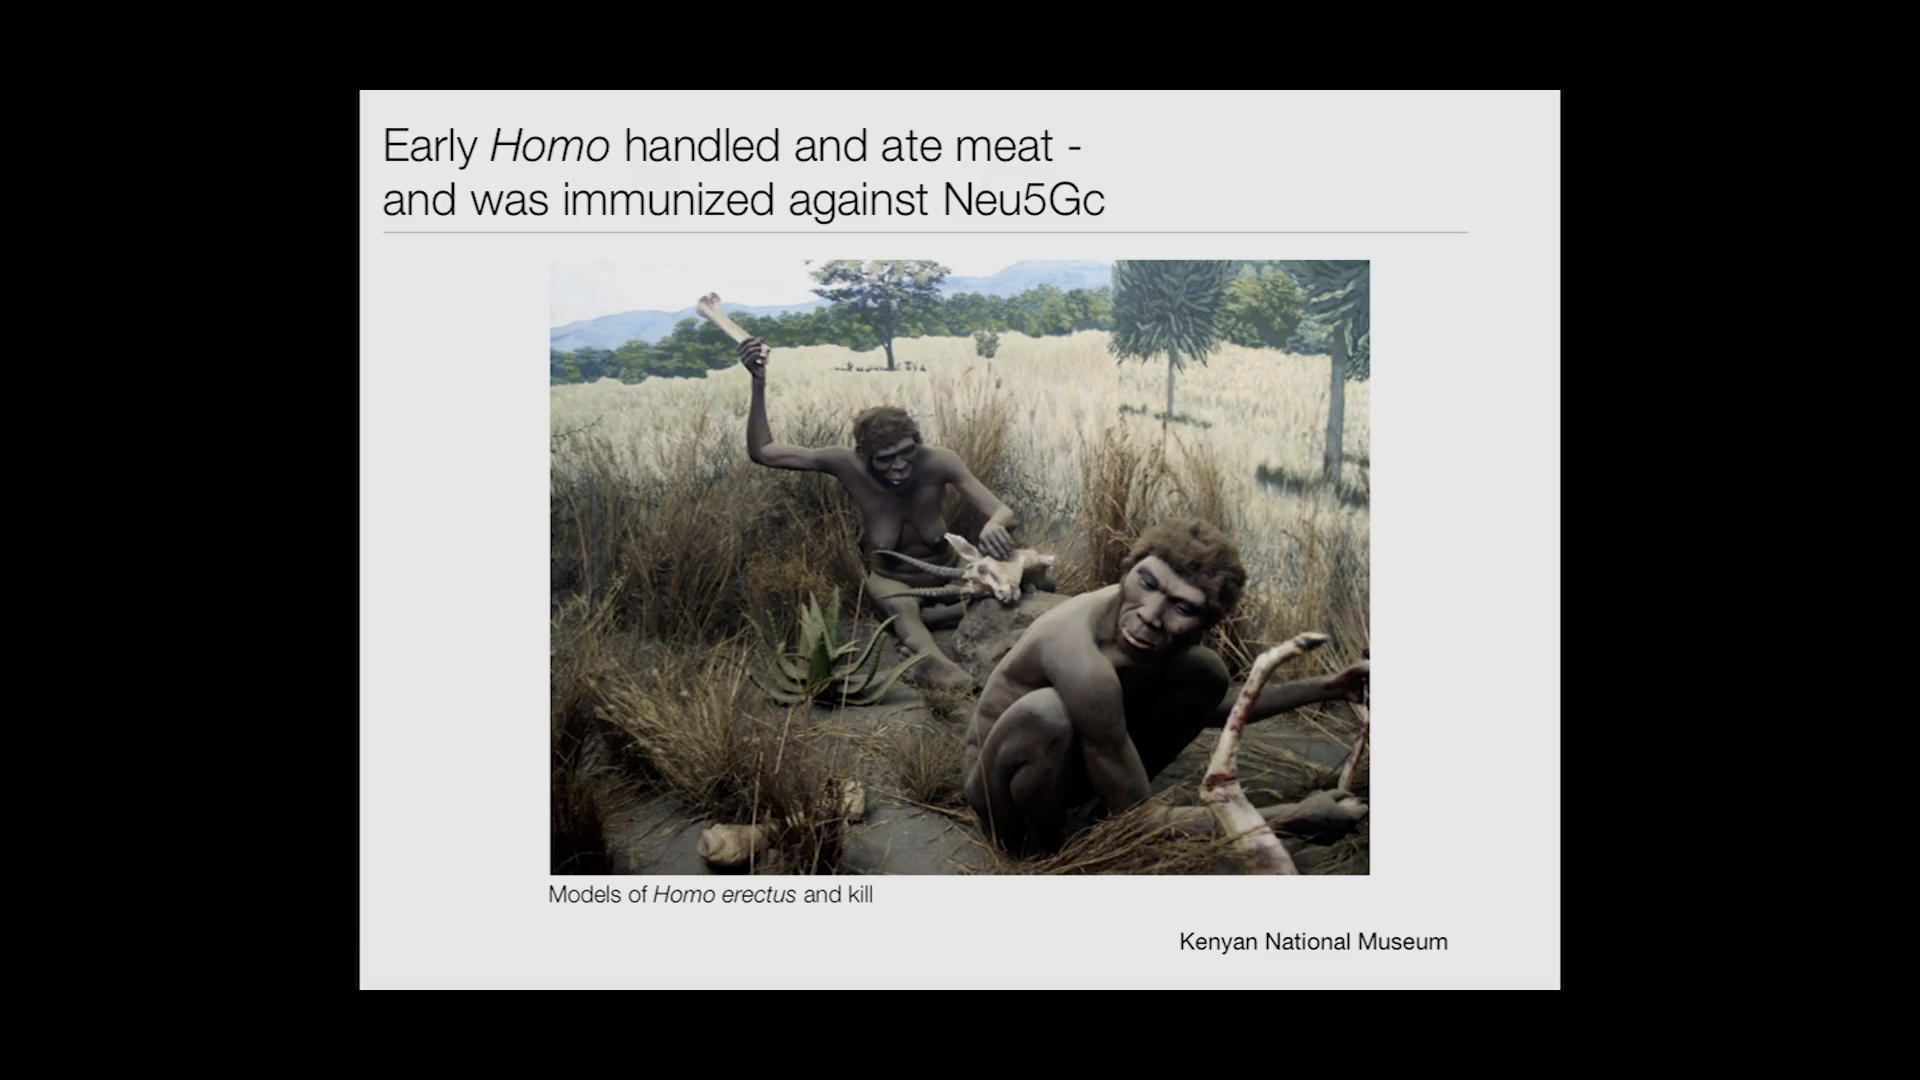 Early Homo handled and ate meat -
and was immunized against Neu5Gc
Models of Homo erectus and kill
Kenyan National Museum